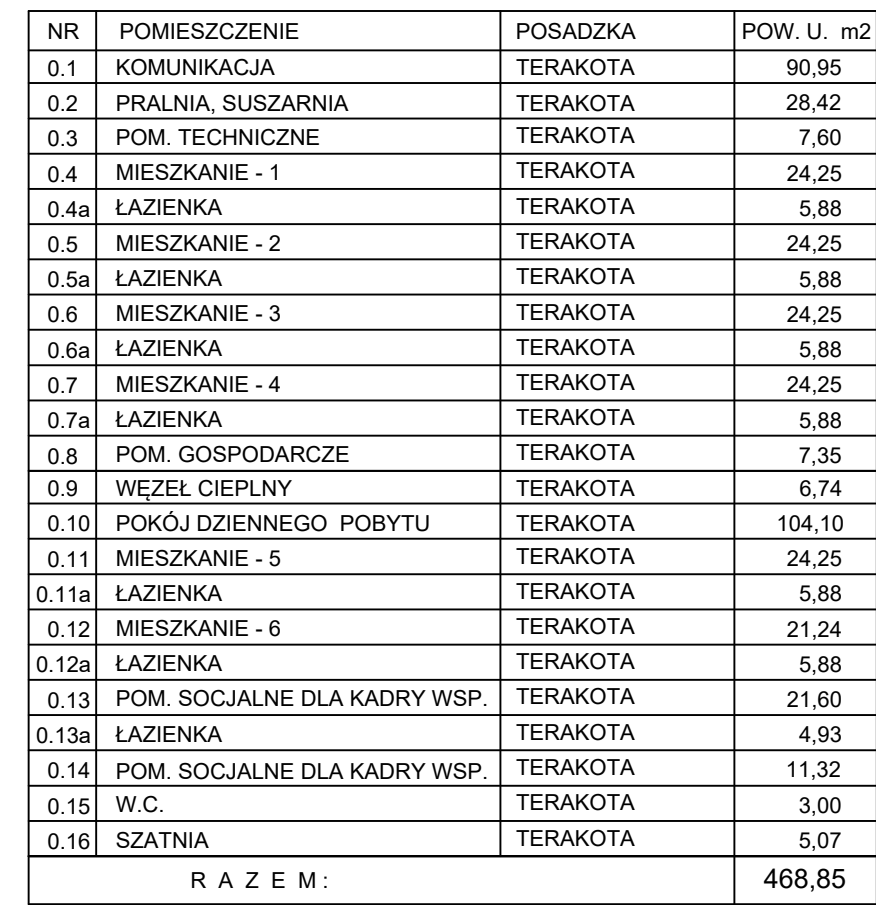 NR POMIESZCZENIE POSADZKA POW. U. m2
0.1 KOMUNIKACJA TERAKOTA 90,95
0.2 PRALNIA, SUSZARNIA TERAKOTA 28,42
0.3 POM. TECHNICZNE TERAKOTA 7,60
0.4 MIESZKANIE - 1 TERAKOTA 24,25
0.4a ŁAZIENKA TERAKOTA 5,88
0.5 MIESZKANIE - 2 TERAKOTA 24,25
0.5a ŁAZIENKA TERAKOTA 5,88
0.6 MIESZKANIE - 3 TERAKOTA 24,25
0.6a ŁAZIENKA TERAKOTA 5,88
0.7 MIESZKANIE - 4 TERAKOTA 24,25
0.7a ŁAZIENKA TERAKOTA 5,88
0.8 POM. GOSPODARCZE TERAKOTA 7,35
0.9 WĘZEŁ CIEPLNY TERAKOTA 6,74
0.10 POKÓJ DZIENNEGO POBYTU TERAKOTA 104,10
0.11 MIESZKANIE - 5 TERAKOTA 24,25
0.11a ŁAZIENKA TERAKOTA 5,88
0.12 MIESZKANIE - 6 TERAKOTA 21,24
0.12a ŁAZIENKA TERAKOTA 5,88
0.13 POM. SOCJALNE DLA KADRY WSP. TERAKOTA 21,60
0.13a ŁAZIENKA TERAKOTA 4,93
0.14 POM. SOCJALNE DLA KADRY WSP. TERAKOTA 11,32
0.15 W.C. TERAKOTA 3,00
0.16 SZATNIA TERAKOTA 5,07
R A Z E M : 468,85